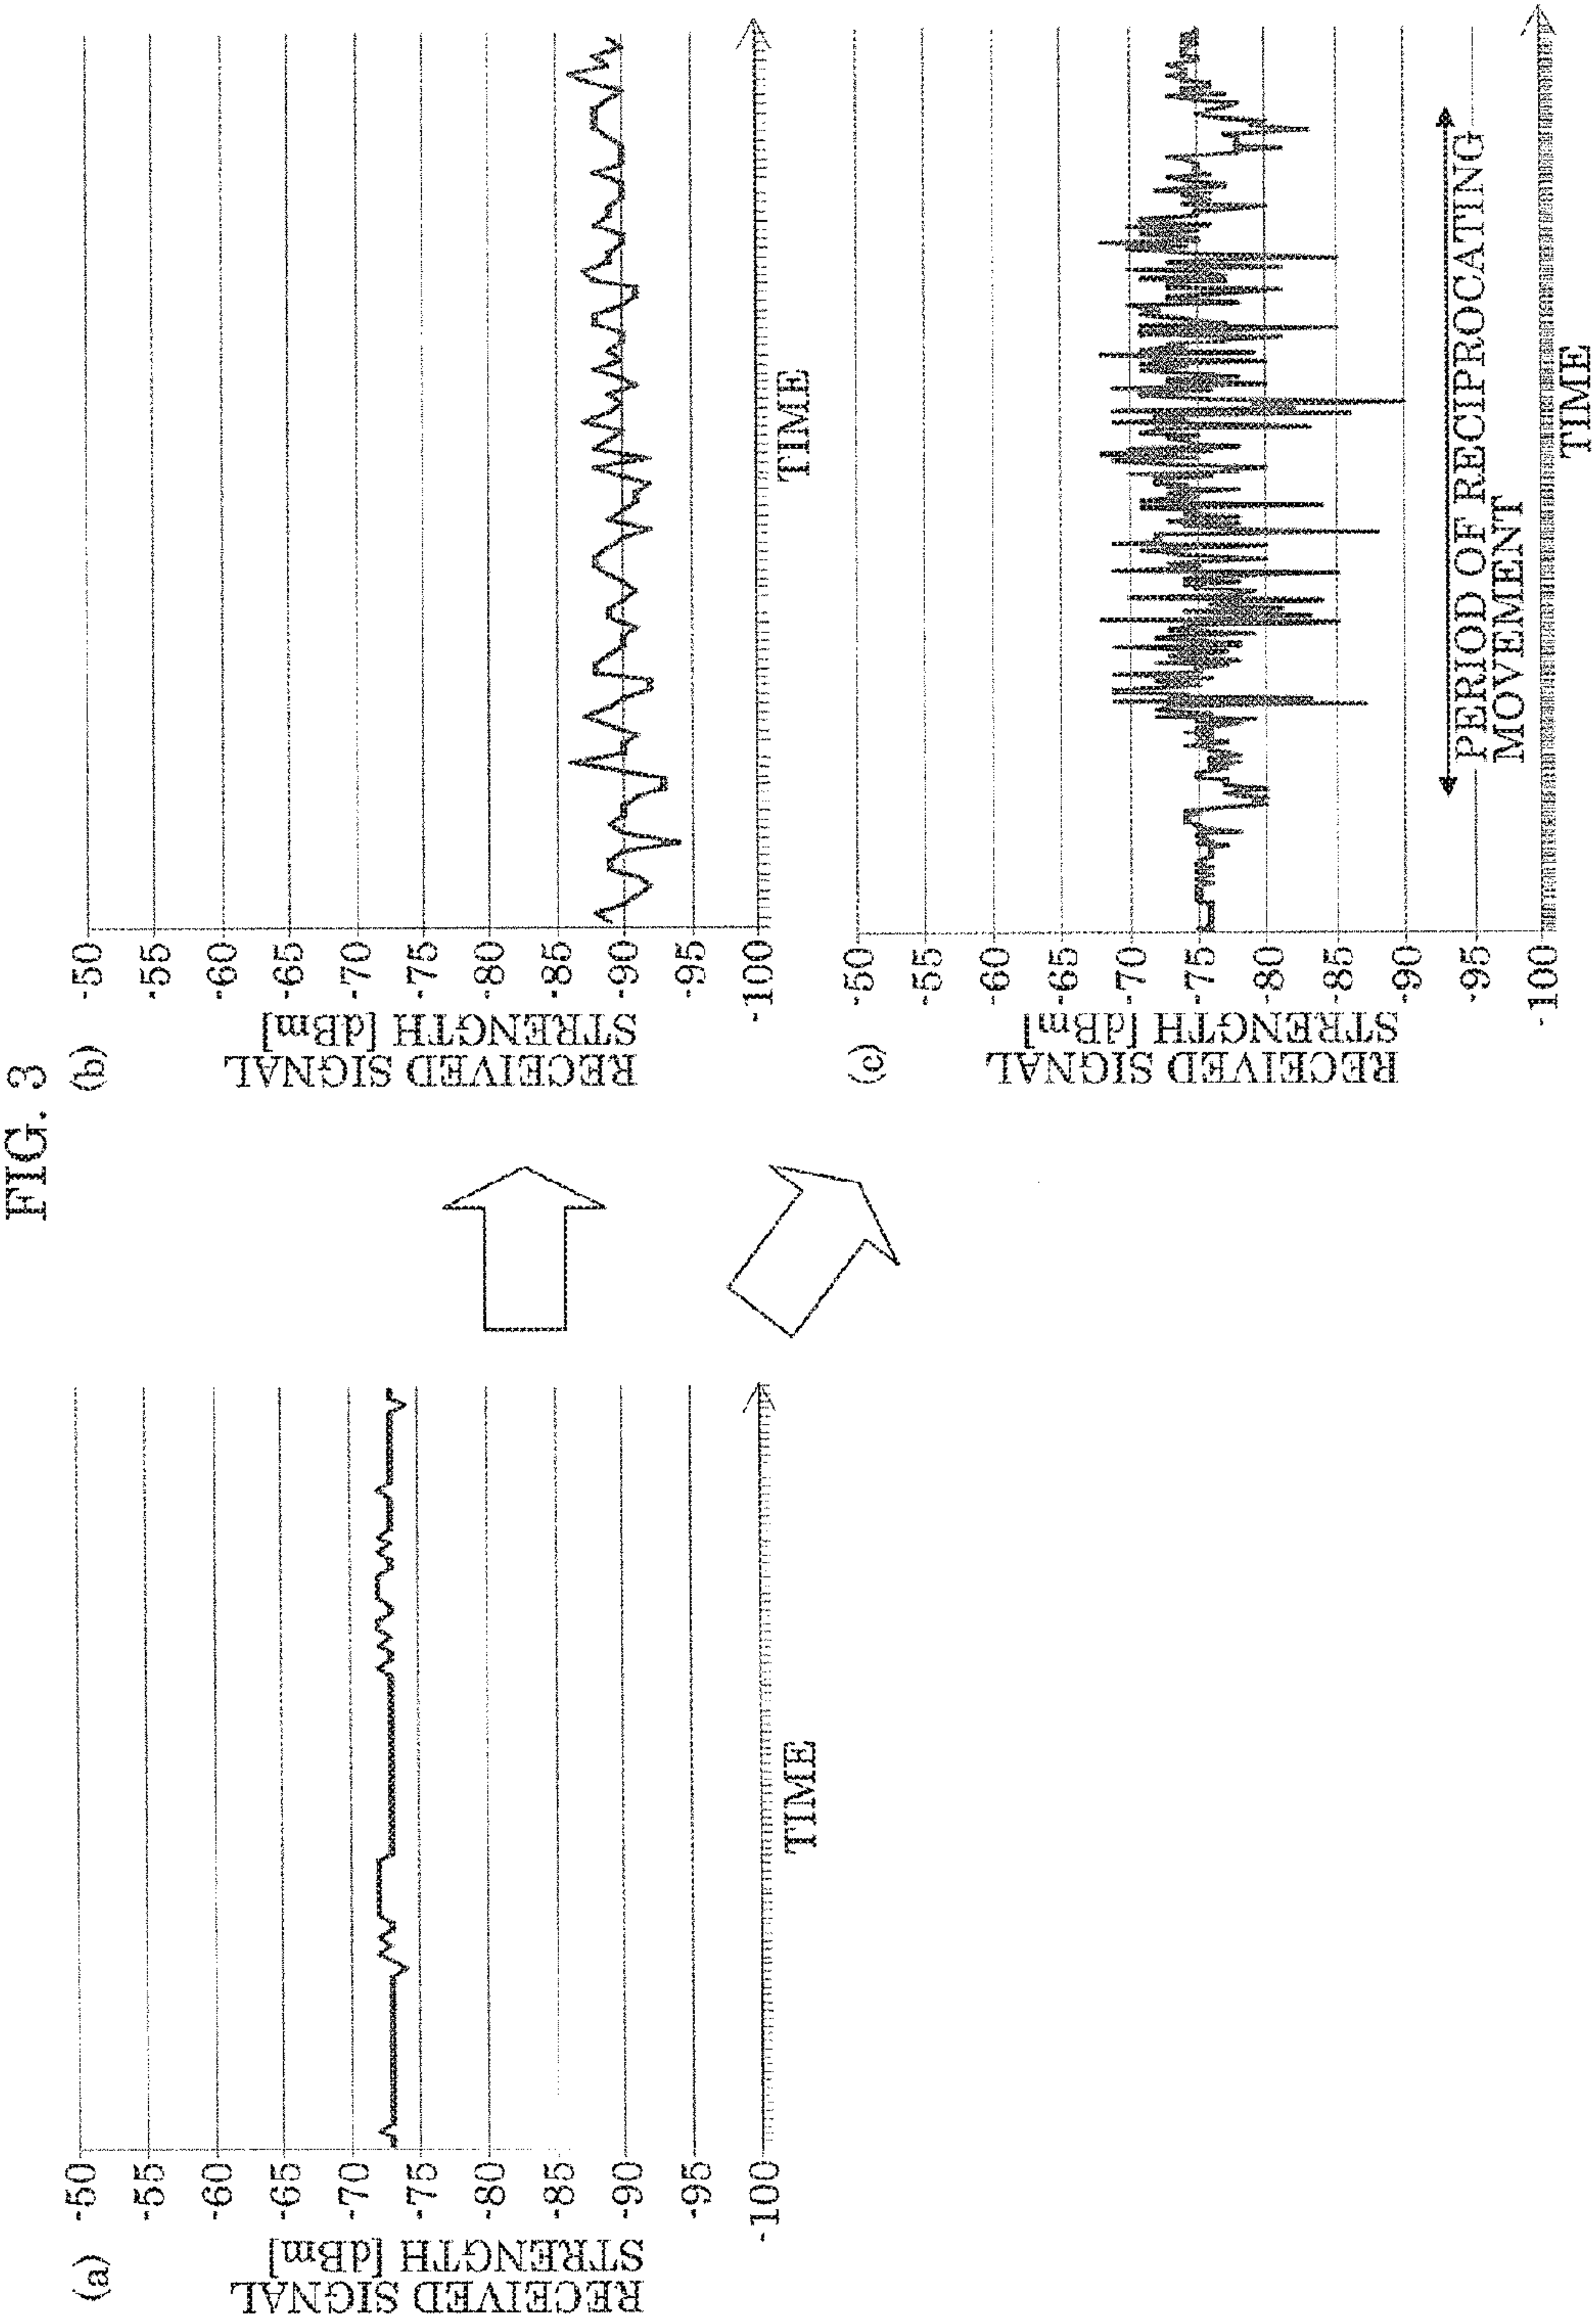 FIG. 3
(a)
RECEIVED SIGNAL
STRENGTH [dBm]
-50
-55
-60
-65
-70
-75
-80
-85
-90
-95
-100
TIME
(b)
RECEIVED SIGNAL
STRENGTH [dBm]
-50
-55
-60
-65
-70
-75
-80
-85
-90
-95
-100
TIME
(c)
RECEIVED SIGNAL
STRENGTH [dBm]
-50
-55
-60
-65
-70
-75
-80
-85
-90
-95
-100
PERIOD OF RECIPROCATING
MOVEMENT
TIME